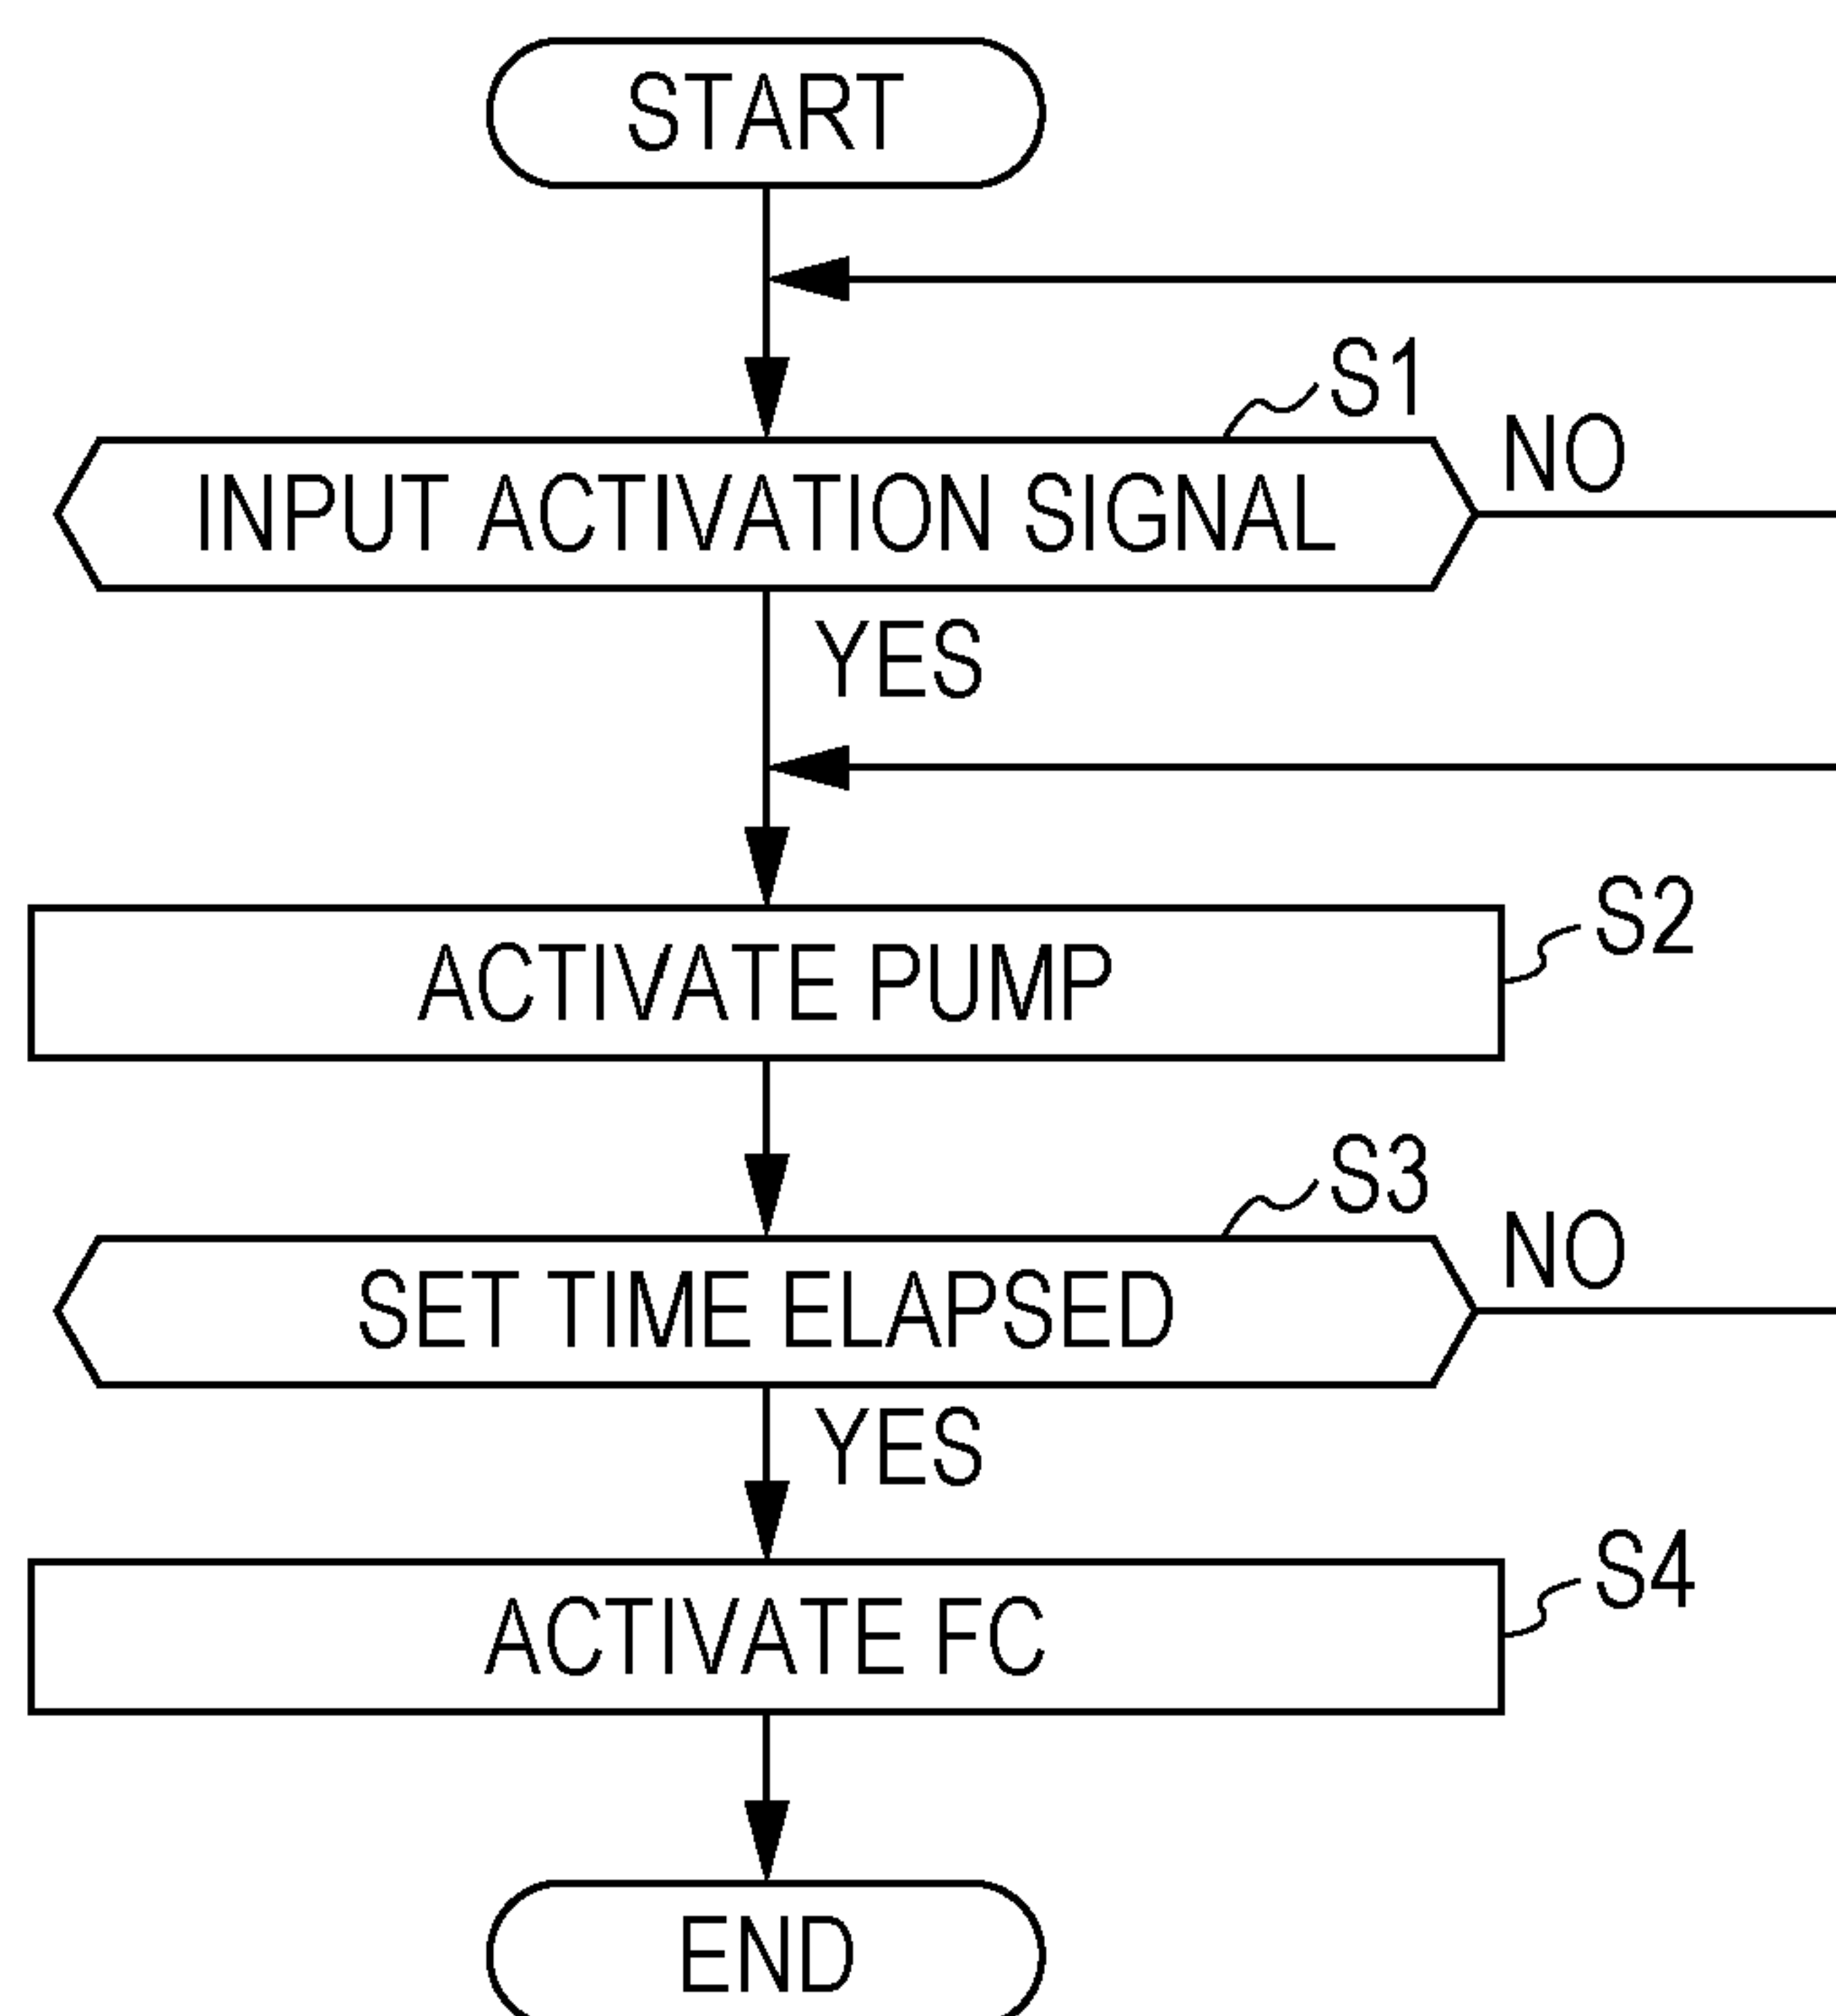 START
S1
INPUT ACTIVATION SIGNAL
NO
YES
S2
ACTIVATE PUMP
S3
SET TIME ELAPSED
NO
YES
S4
ACTIVATE FC
END